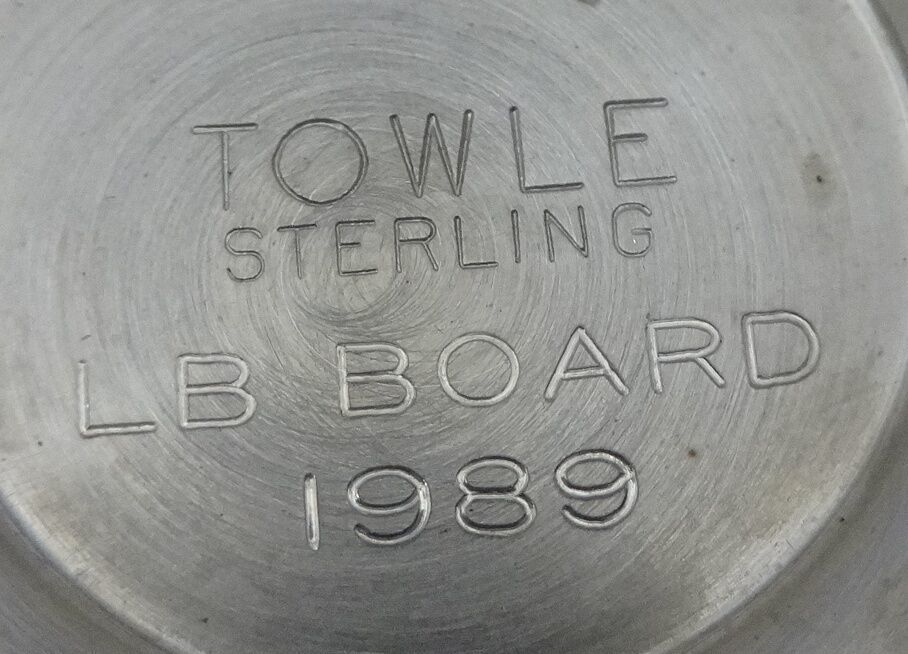 TOWLE
STERLING
LB BOARD
1989